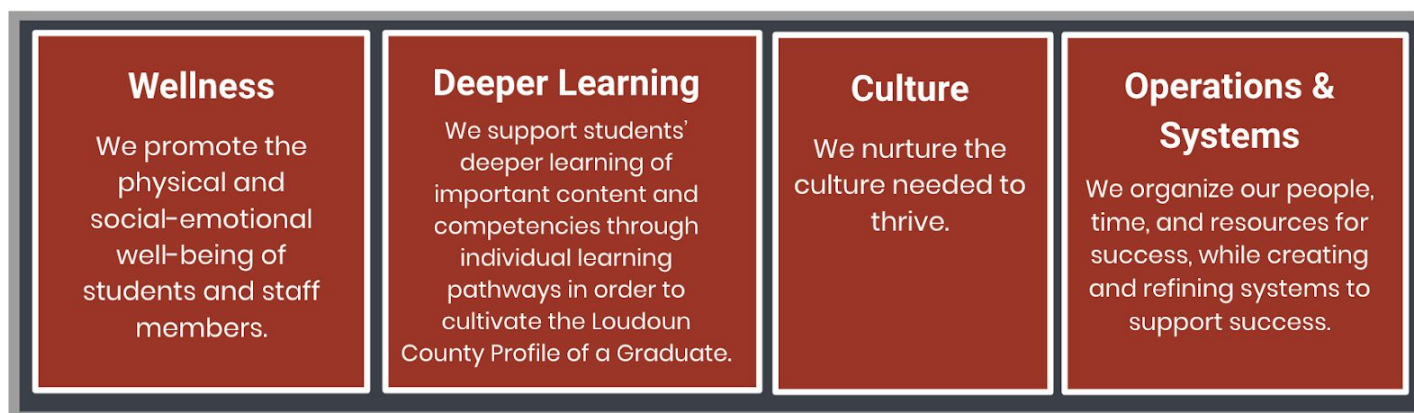 Wellness
We promote the
physical and
social-emotional
well-being of
students and staff
members.
Deeper Learning
We support students'
deeper learning of
important content and
competencies through
individual learning
pathways in order to
cultivate the Loudoun
County Profile of a Graduate.
Culture
We nurture the
culture needed to
thrive.
Operations &
Systems
We organize our people,
time, and resources for
success, while creating
and refining systems to
support success.